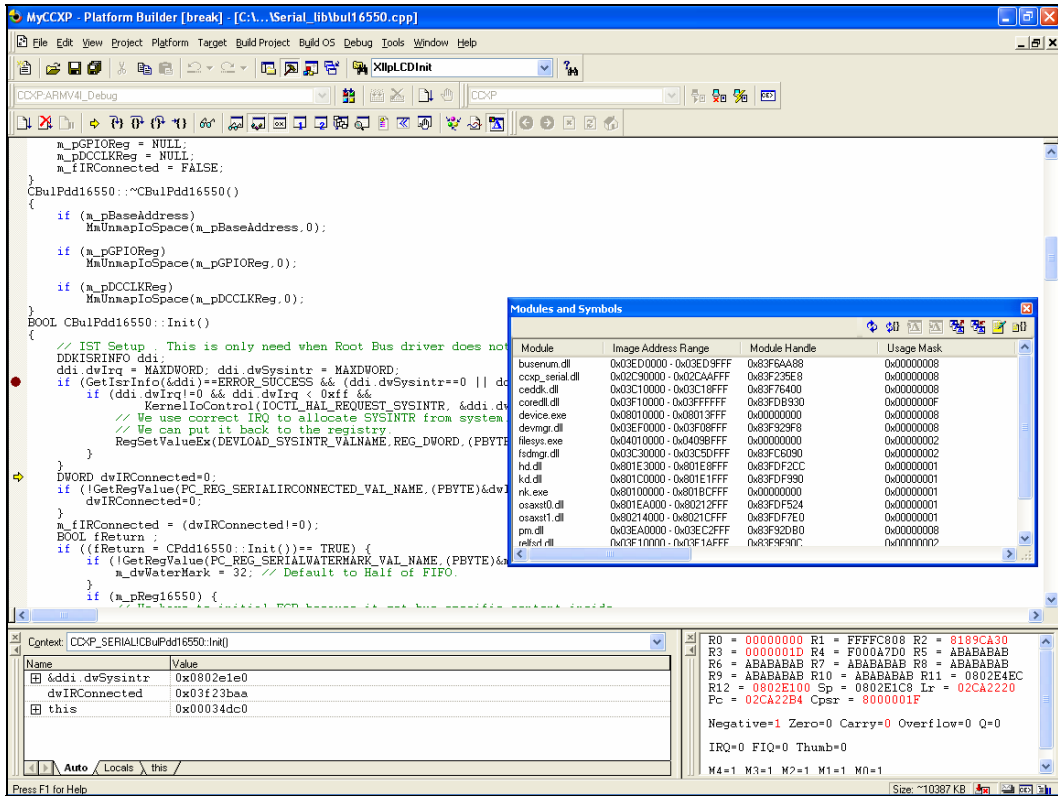 MyCCXP - Platform Builder [break] - [C:\...\Serial_lib\bul16550.cpp]
File Edit View Project Platform Target Build Project Build OS Debug Tools Window Help
XllpLCDInit
CCXP:ARMV4I_Debug CCXP
m_pGPIOReg = NULL;
m_pDCCLKReg = NULL;
m_fIRConnected = FALSE;
}
CBulPdd16550::~CBulPdd16550()
{
if (m_pBaseAddress)
MmUnmapIoSpace(m_pBaseAddress,0);
if (m_pGPIOReg)
MmUnmapIoSpace(m_pGPIOReg,0);
if (m_pDCCLKReg)
MmUnmapIoSpace(m_pDCCLKReg,0);
}
BOOL CBulPdd16550::Init()
{
// IST Setup . This is only need when Root Bus driver does not
DDKISRINFO ddi;
ddi.dwIrq = MAXDWORD; ddi.dwSysintr = MAXDWORD;
if (GetIsrInfo(&ddi)==ERROR_SUCCESS && (ddi.dwSysintr==0 || dd
if (ddi.dwIrq!=0 && ddi.dwIrq < 0xff &&
KernelIoControl(IOCTL_HAL_REQUEST_SYSINTR, &ddi.dw
// We use correct IRQ to allocate SYSINTR from system
// We can put it back to the registry.
RegSetValueEx(DEVLOAD_SYSINTR_VALNAME,REG_DWORD,(PBYTE
}
}
DWORD dwIRConnected=0;
if (!GetRegValue(PC_REG_SERIALIRCONNECTED_VAL_NAME,(PBYTE)&dwI
dwIRConnected=0;
}
m_fIRConnected = (dwIRConnected!=0);
BOOL fReturn ;
if ((fReturn = CPdd16550::Init())== TRUE) {
if (!GetRegValue(PC_REG_SERIALWATERMARK_VAL_NAME,(PBYTE)&m
m_dwWaterMark = 32; // Default to Half of FIFO.
}
if (m_pReg16550) {
Modules and Symbols
Module Image Address Range Module Handle Usage Mask
busenum.dll 0x03ED0000 - 0x03ED9FFF 0x83F6AA88 0x00000008
ccxp_serial.dll 0x02C90000 - 0x02CAAFFF 0x83F235E8 0x00000008
ceddk.dll 0x03C10000 - 0x03C18FFF 0x83F76400 0x00000008
coredll.dll 0x03F10000 - 0x03FFFFFF 0x83FDB930 0x0000000F
device.exe 0x08010000 - 0x08013FFF 0x00000000 0x00000008
devmgr.dll 0x03EF0000 - 0x03F08FFF 0x83F929F8 0x00000008
filesys.exe 0x04010000 - 0x0409BFFF 0x00000000 0x00000002
fsdmgr.dll 0x03C30000 - 0x03C5DFFF 0x83FC6090 0x00000002
hd.dll 0x801E3000 - 0x801E8FFF 0x83FDF2CC 0x00000001
kd.dll 0x801C0000 - 0x801E1FFF 0x83FDF990 0x00000001
nk.exe 0x80100000 - 0x801BCFFF 0x00000000 0x00000001
osaxst0.dll 0x801EA000 - 0x80212FFF 0x83FDF524 0x00000001
osaxst1.dll 0x80214000 - 0x8021CFFF 0x83FDF7E0 0x00000001
pm.dll 0x03EA0000 - 0x03EC2FFF 0x83F92DB0 0x00000008
relfsd.dll 0x03E10000 - 0x03E1AFFF 0x83F9E90C 0x00000002
Context: CCXP_SERIAL!CBulPdd16550::Init()
Name Value
&ddi.dwSysintr 0x0802e1e0
dwIRConnected 0x03f23baa
this 0x00034dc0
Auto Locals this
R0 = 00000000 R1 = FFFFC808 R2 = 8189CA30
R3 = 0000001D R4 = F000A7D0 R5 = ABABABAB
R6 = ABABABAB R7 = ABABABAB R8 = ABABABAB
R9 = ABABABAB R10 = ABABABAB R11 = 0802E4EC
R12 = 0802E100 Sp = 0802E1C8 Lr = 02CA2220
Pc = 02CA22B4 Cpsr = 8000001F
Negative=1 Zero=0 Carry=0 Overflow=0 Q=0
IRQ=0 FIQ=0 Thumb=0
M4=1 M3=1 M2=1 M1=1 M0=1
Press F1 for Help Size: ~10387 KB